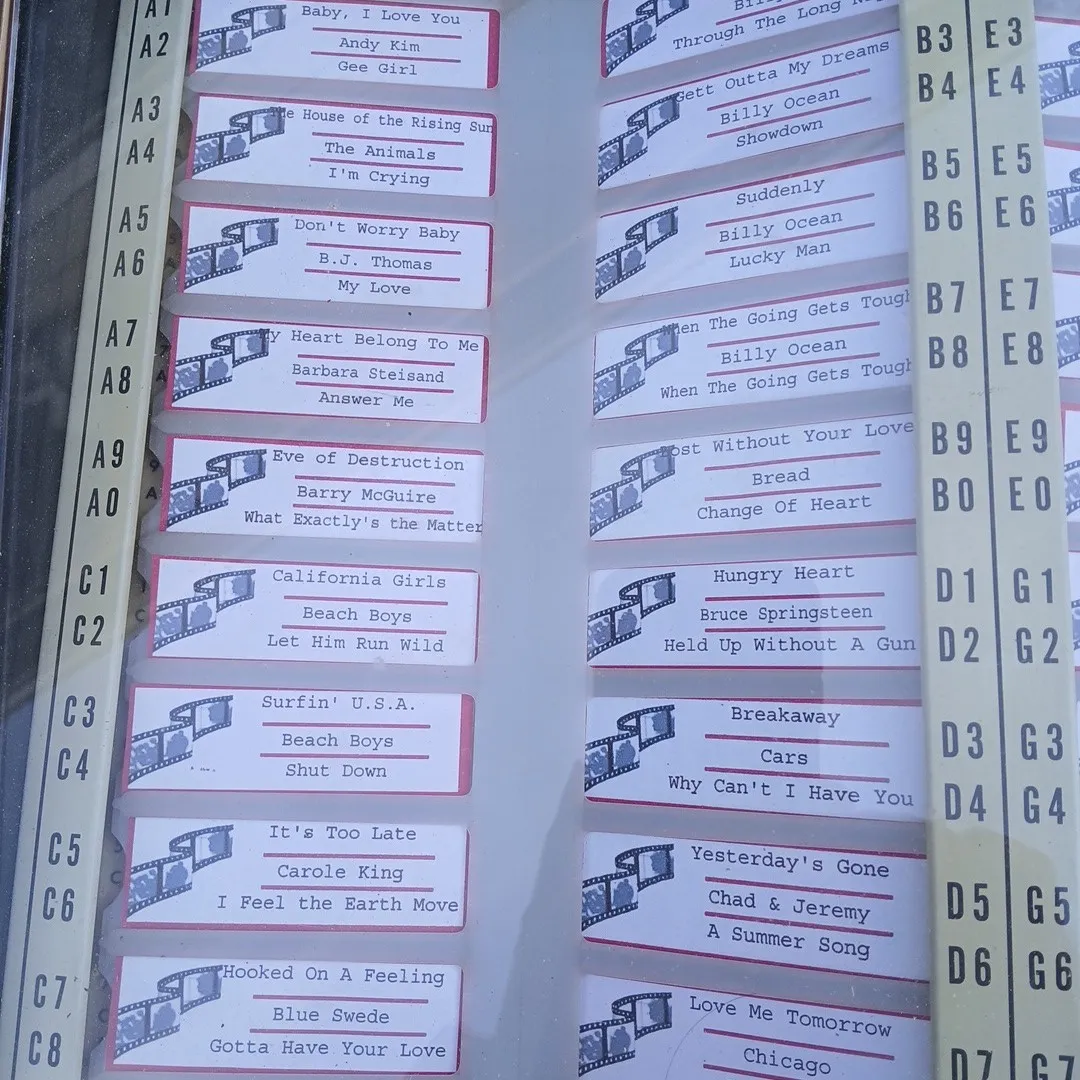 A1
A2
Baby, I Love You
Andy Kim
Gee Girl
A3
A4
House of the Rising Sun
The Animals
I'm Crying
A5
A6
Don't Worry Baby
B.J. Thomas
My Love
A7
A8
y Heart Belong To Me
Barbara Steisand
Answer Me
A9
A0
Eve of Destruction
Barry McGuire
What Exactly's the Matter
C1
C2
California Girls
Beach Boys
Let Him Run Wild
C3
C4
Surfin' U.S.A.
Beach Boys
Shut Down
C5
C6
It's Too Late
Carole King
I Feel the Earth Move
C7
C8
Hooked On A Feeling
Blue Swede
Gotta Have Your Love
Through The Long
Gett Outta My Dreams
Billy Ocean
Showdown
Suddenly
Billy Ocean
Lucky Man
When The Going Gets Tough
Billy Ocean
When The Going Gets Tough
Without Your Love
Bread
Change Of Heart
Hungry Heart
Bruce Springsteen
Held Up Without A Gun
Breakaway
Cars
Why Can't I Have You
Yesterday's Gone
Chad & Jeremy
A Summer Song
Love Me Tomorrow
Chicago
B3 E3
B4 E4
B5 E5
B6 E6
B7 E7
B8 E8
B9 E9
B0 E0
D1 G1
D2 G2
D3 G3
D4 G4
D5 G5
D6 G6
D7 G7